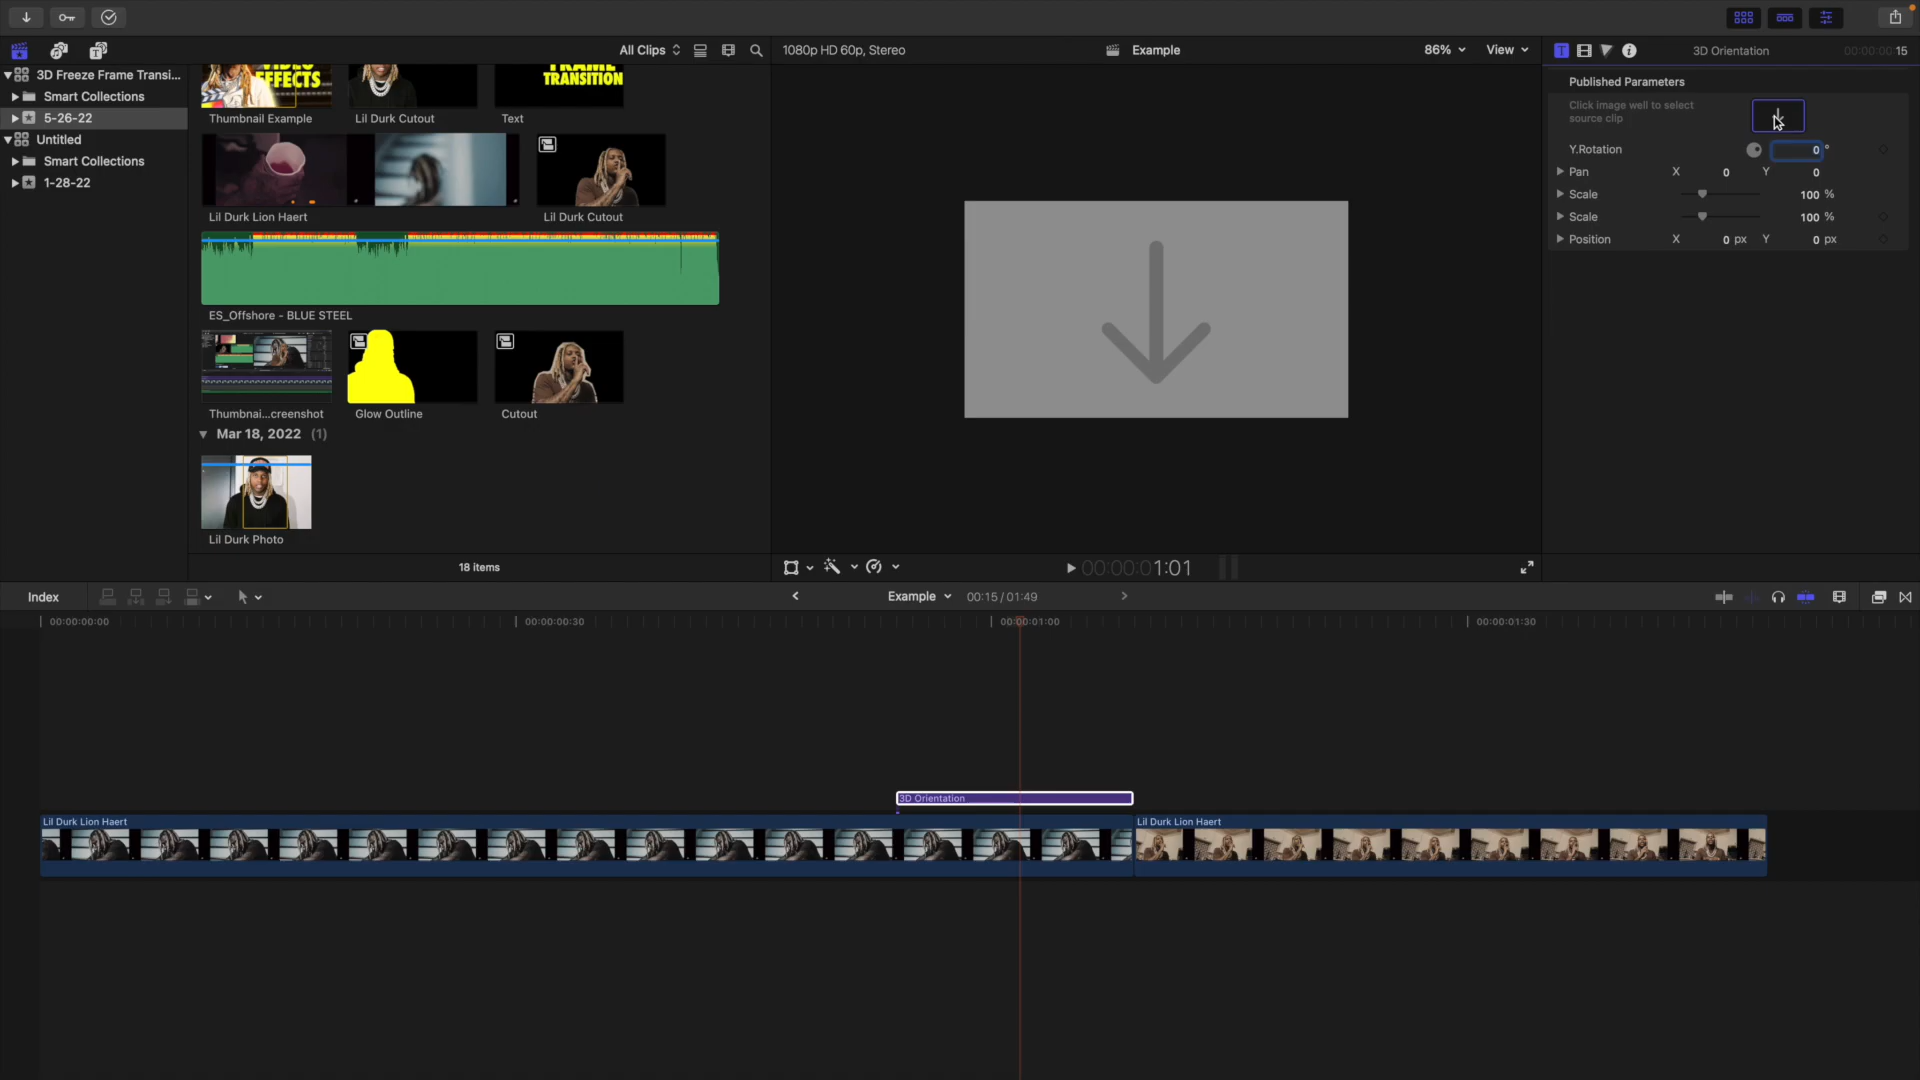 All Clips
1080p HD 60p, Stereo
Example
86%
View
3D Orientation
00:00:00:15
3D Freeze Frame Transi...
Smart Collections
5-26-22
Untitled
Smart Collections
1-28-22
EFFECTS
FRAME
TRANSITION
Thumbnail Example
Lil Durk Cutout
Text
Lil Durk Lion Haert
Lil Durk Cutout
ES_Offshore - BLUE STEEL
Thumbnai...creenshot
Glow Outline
Cutout
Mar 18, 2022 (1)
Lil Durk Photo
18 items
Published Parameters
Click image well to select
source clip
Y.Rotation 0 °
Pan X 0 Y 0
Scale 100 %
Scale 100 %
Position X 0 px Y 0 px
00:00:01:01
Index
Example
00:15 / 01:49
00:00:00:00
00:00:00:30
00:00:01:00
00:00:01:30
3D Orientation
Lil Durk Lion Haert
Lil Durk Lion Haert